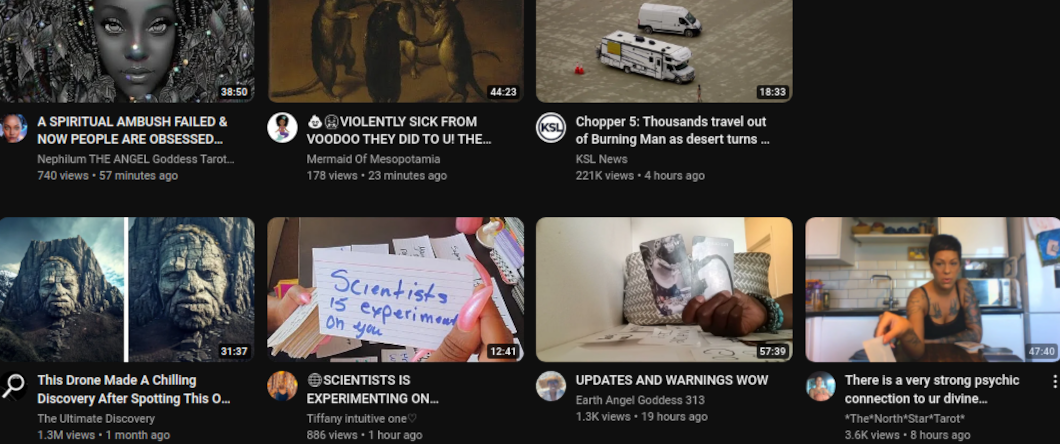 38:50
44:23
18:33
A SPIRITUAL AMBUSH FAILED &
NOW PEOPLE ARE OBSESSED...
Nephilum THE ANGEL Goddess Tarot...
740 views • 57 minutes ago
VIOLENTLY SICK FROM
VOODOO THEY DID TO U! THE...
Mermaid Of Mesopotamia
178 views • 23 minutes ago
KSL
Chopper 5: Thousands travel out
of Burning Man as desert turns ...
KSL News
221K views • 4 hours ago
Scientists
is experiment
on you
31:37
12:41
57:39
47:40
This Drone Made A Chilling
Discovery After Spotting This O...
The Ultimate Discovery
1.3M views • 1 month ago
SCIENTISTS IS
EXPERIMENTING ON...
Tiffany intuitive one♡
886 views • 1 hour ago
UPDATES AND WARNINGS WOW
Earth Angel Goddess 313
1.3K views • 19 hours ago
There is a very strong psychic
connection to ur divine...
*The*North*Star*Tarot*
3.6K views • 8 hours ago